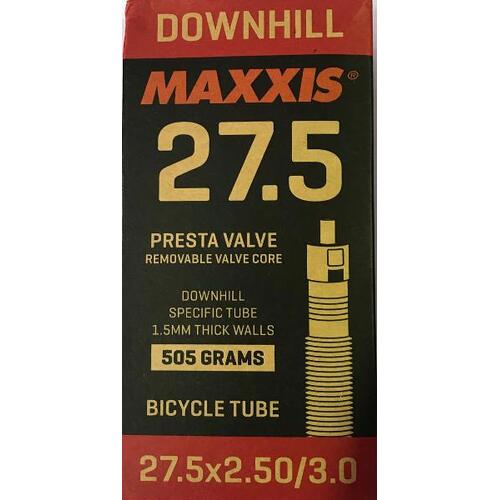 DOWNHILL
MAXXIS®
27.5
PRESTA VALVE
REMOVABLE VALVE CORE
DOWNHILL
SPECIFIC TUBE
1.5MM THICK WALLS
505 GRAMS
BICYCLE TUBE
27.5x2.50/3.0